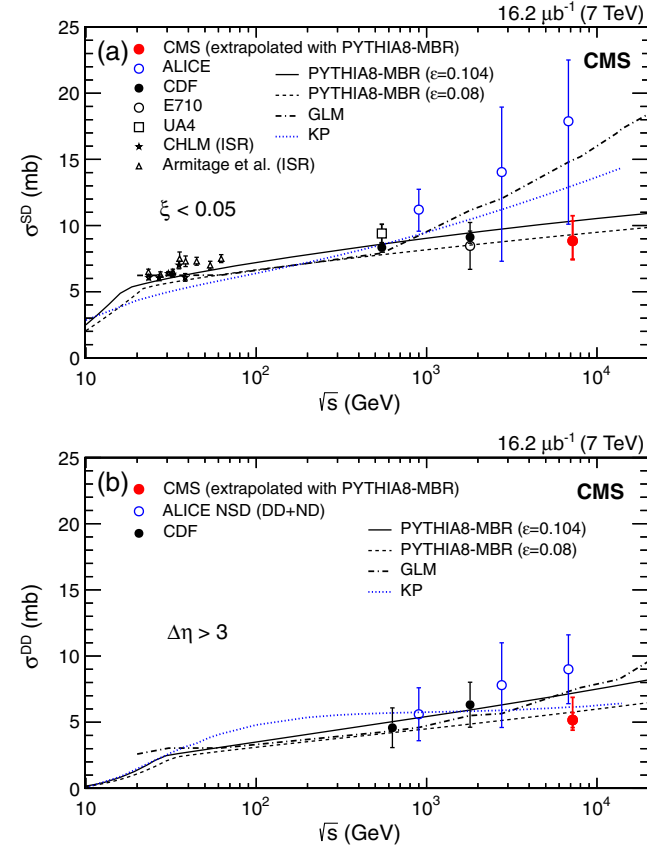 16.2 μb⁻¹ (7 TeV)
(a)
CMS
CMS (extrapolated with PYTHIA8-MBR)
ALICE
CDF
E710
UA4
CHLM (ISR)
Armitage et al. (ISR)
PYTHIA8-MBR (ε=0.104)
PYTHIA8-MBR (ε=0.08)
GLM
KP
ξ < 0.05
σ^SD (mb)
25
20
15
10
5
0
10 10² 10³ 10⁴
√s (GeV)
16.2 μb⁻¹ (7 TeV)
(b)
CMS
CMS (extrapolated with PYTHIA8-MBR)
ALICE NSD (DD+ND)
CDF
PYTHIA8-MBR (ε=0.104)
PYTHIA8-MBR (ε=0.08)
GLM
KP
Δη > 3
σ^DD (mb)
25
20
15
10
5
0
10 10² 10³ 10⁴
√s (GeV)